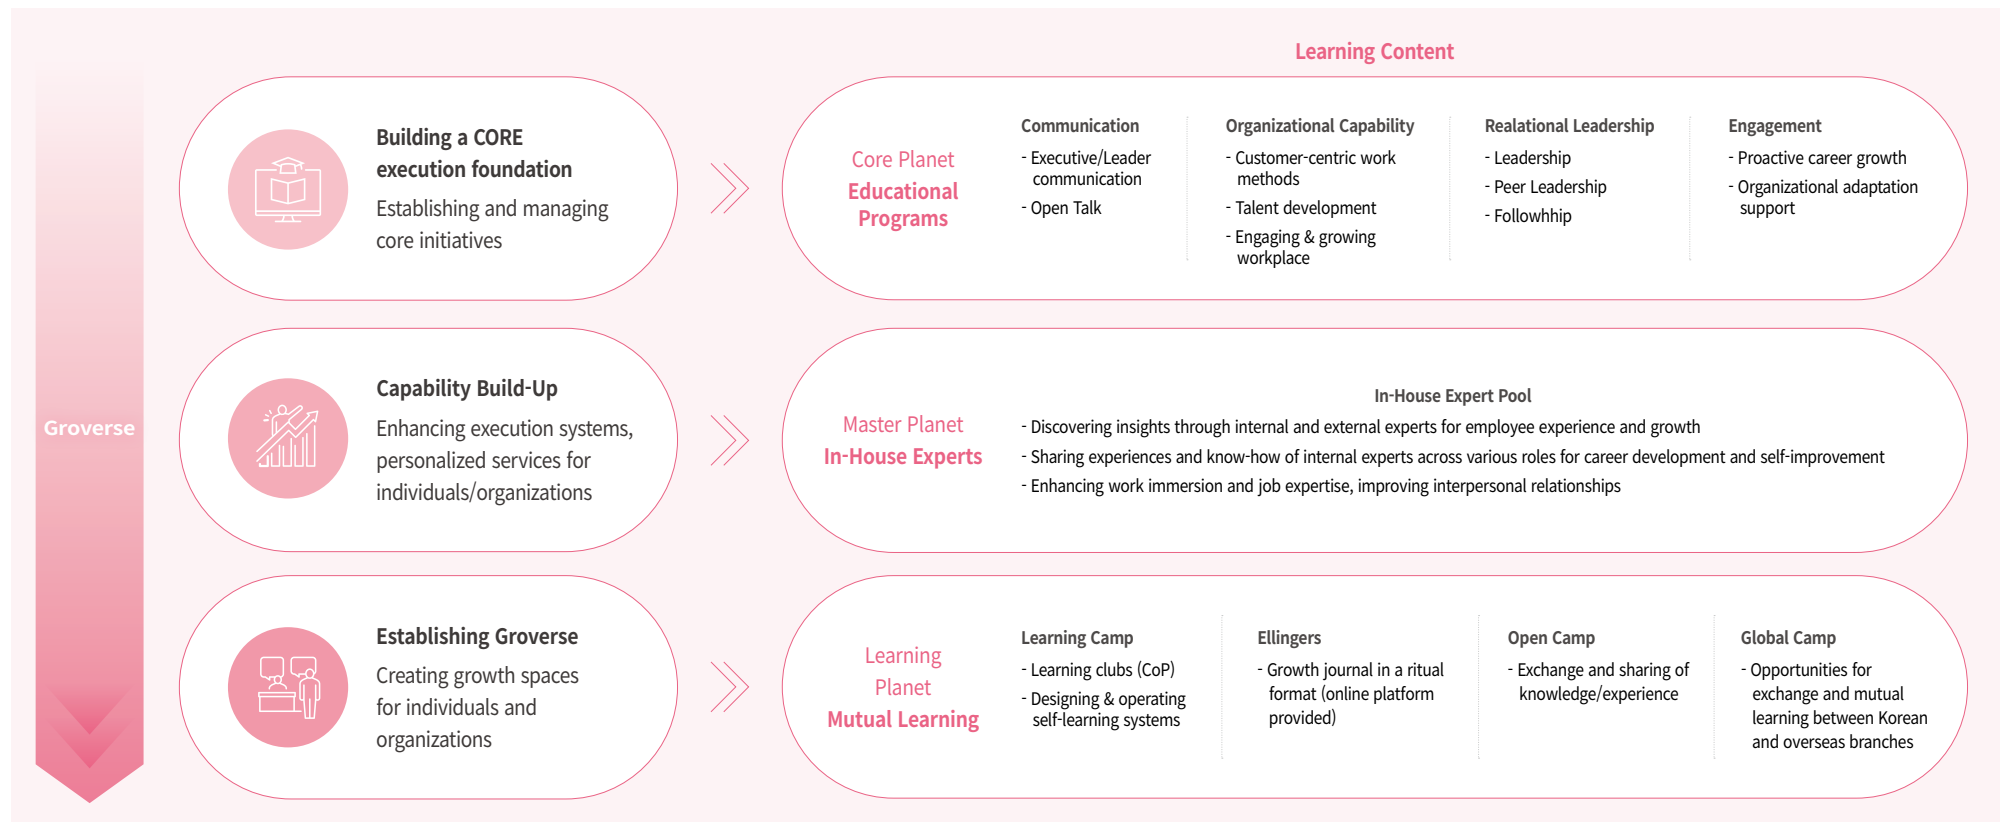 Learning Content
Groverse
Building a CORE
execution foundation
Establishing and managing
core initiatives
Core Planet
Educational
Programs
Communication
- Executive/Leader
communication
- Open Talk
Organizational Capability
- Customer-centric work
methods
- Talent development
- Engaging & growing
workplace
Realational Leadership
- Leadership
- Peer Leadership
- Followhhip
Engagement
- Proactive career growth
- Organizational adaptation
support
Capability Build-Up
Enhancing execution systems,
personalized services for
individuals/organizations
Master Planet
In-House Experts
In-House Expert Pool
- Discovering insights through internal and external experts for employee experience and growth
- Sharing experiences and know-how of internal experts across various roles for career development and self-improvement
- Enhancing work immersion and job expertise, improving interpersonal relationships
Establishing Groverse
Creating growth spaces
for individuals and
organizations
Learning
Planet
Mutual Learning
Learning Camp
- Learning clubs (CoP)
- Designing & operating
self-learning systems
Ellingers
- Growth journal in a ritual
format (online platform
provided)
Open Camp
- Exchange and sharing of
knowledge/experience
Global Camp
- Opportunities for
exchange and mutual
learning between Korean
and overseas branches